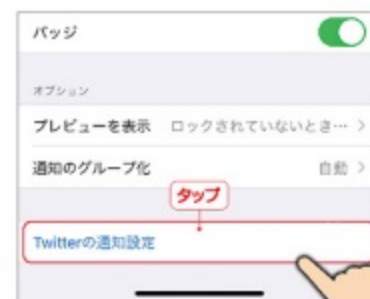 バッジ
オプション
プレビューを表示 ロックされていないとき… >
通知のグループ化 自動 >
タップ
Twitterの通知設定